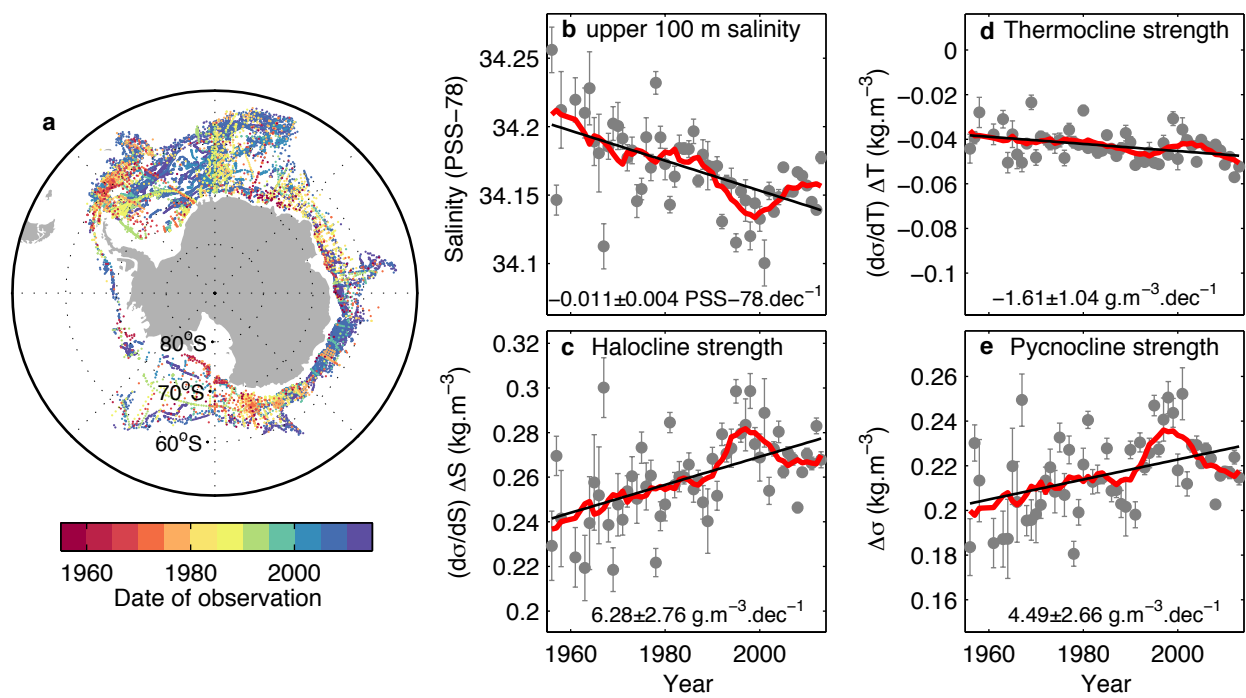 a
80°S
70°S
60°S
1960 1980 2000
Date of observation
b upper 100 m salinity
34.25
34.2
34.15
34.1
Salinity (PSS−78)
−0.011±0.004 PSS−78.dec⁻¹
c Halocline strength
0.32
0.3
0.28
0.26
0.24
0.22
0.2
(dσ/dS) ΔS (kg.m⁻³)
6.28±2.76 g.m⁻³.dec⁻¹
1960 1980 2000
Year
d Thermocline strength
0
−0.02
−0.04
−0.06
−0.08
−0.1
(dσ/dT) ΔT (kg.m⁻³)
−1.61±1.04 g.m⁻³.dec⁻¹
e Pycnocline strength
0.26
0.24
0.22
0.2
0.18
0.16
Δσ (kg.m⁻³)
4.49±2.66 g.m⁻³.dec⁻¹
1960 1980 2000
Year